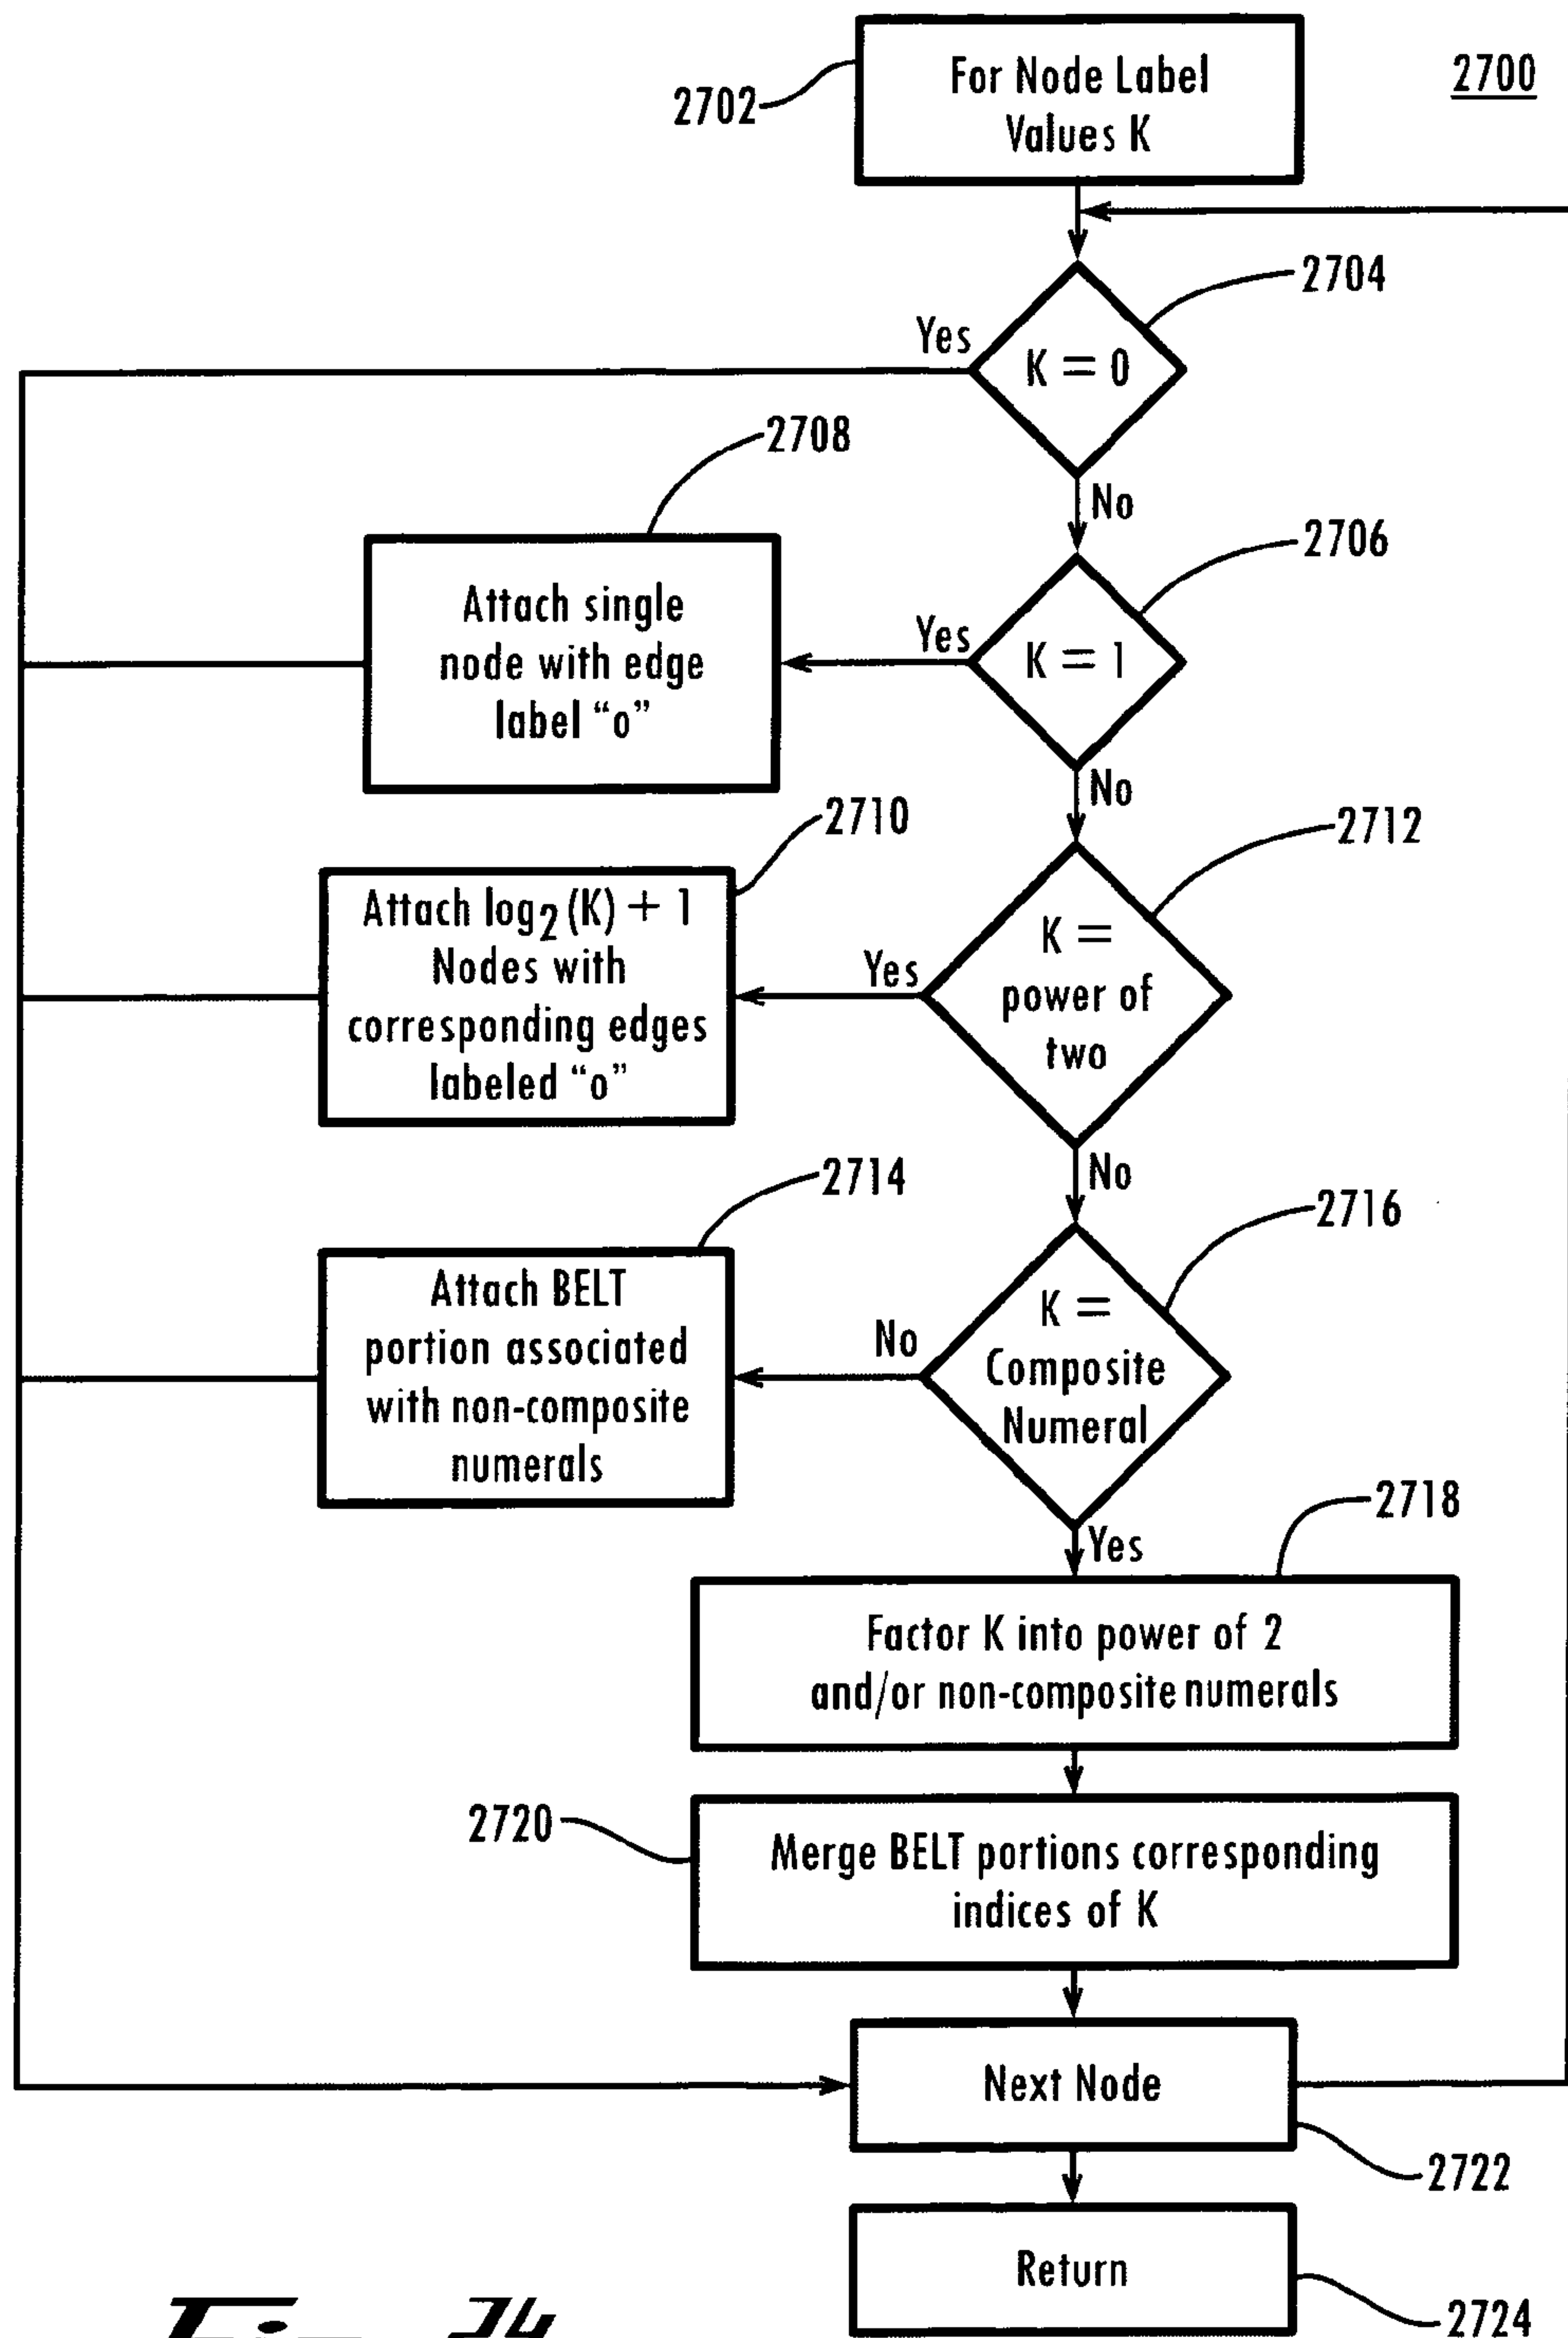 2700
2702
For Node Label
Values K
2704
Yes
K = 0
No
2708
2706
Attach single
node with edge
label “o”
Yes
K = 1
No
2710
2712
Attach log2 (K) + 1
Nodes with
corresponding edges
labeled “o”
Yes
K =
power of
two
No
2714
2716
Attach BELT
portion associated
with non-composite
numerals
No
K =
Composite
Numeral
Yes
2718
Factor K into power of 2
and/or non-composite numerals
2720
Merge BELT portions corresponding
indices of K
Next Node
2722
Return
2724